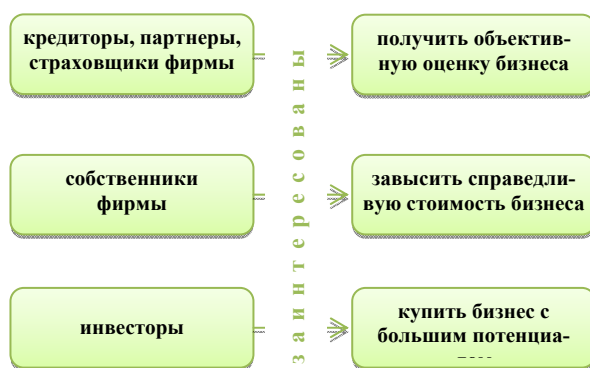 кредиторы, партнеры,
страховщики фирмы
получить объектив-
ную оценку бизнеса
собственники
фирмы
завысить справедли-
вую стоимость бизнеса
инвесторы
купить бизнес с
большим потенциа-
заинтересованы